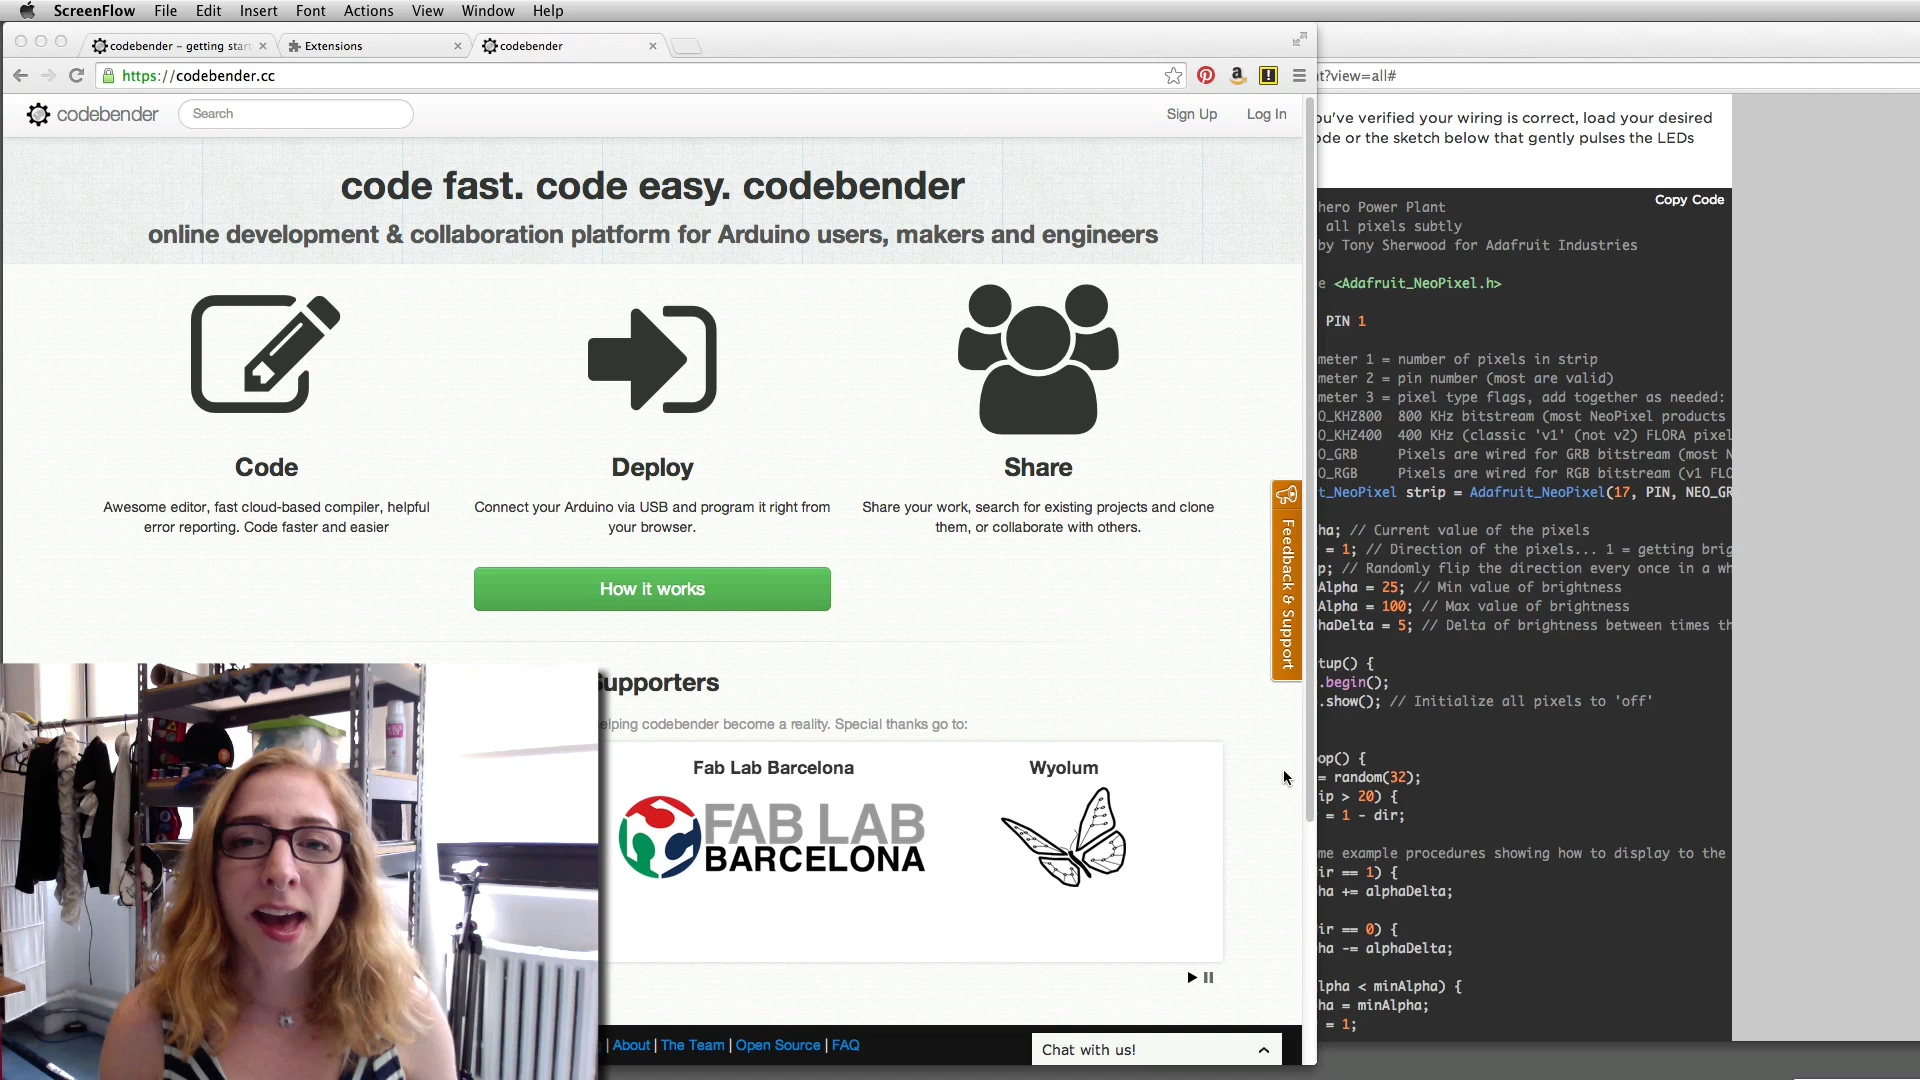 ScreenFlow File Edit Insert Font Actions View Window Help
codebender – getting star
Extensions
codebender
https://codebender.cc
codebender
Search
Sign Up
Log In
code fast. code easy. codebender
online development & collaboration platform for Arduino users, makers and engineers
Code
Awesome editor, fast cloud-based compiler, helpful
error reporting. Code faster and easier
Deploy
Connect your Arduino via USB and program it right from
your browser.
Share
Share your work, search for existing projects and clone
them, or collaborate with others.
How it works
Feedback & Support
Supporters
elping codebender become a reality. Special thanks go to:
Fab Lab Barcelona
FAB LAB
BARCELONA
Wyolum
| About | The Team | Open Source | FAQ
Chat with us!
nt?view=all#
ou've verified your wiring is correct, load your desired
ode or the sketch below that gently pulses the LEDs
Copy Code
hero Power Plant
all pixels subtly
by Tony Sherwood for Adafruit Industries
e <Adafruit_NeoPixel.h>
PIN 1
meter 1 = number of pixels in strip
meter 2 = pin number (most are valid)
meter 3 = pixel type flags, add together as needed:
O_KHZ800  800 KHz bitstream (most NeoPixel products
O_KHZ400  400 KHz (classic 'v1' (not v2) FLORA pixel
O_GRB     Pixels are wired for GRB bitstream (most N
O_RGB     Pixels are wired for RGB bitstream (v1 FLO
t_NeoPixel strip = Adafruit_NeoPixel(17, PIN, NEO_GR
ha; // Current value of the pixels
= 1; // Direction of the pixels... 1 = getting brig
p; // Randomly flip the direction every once in a wh
Alpha = 25; // Min value of brightness
Alpha = 100; // Max value of brightness
haDelta = 5; // Delta of brightness between times th
tup() {
.begin();
.show(); // Initialize all pixels to 'off'
op() {
= random(32);
ip > 20) {
= 1 - dir;
me example procedures showing how to display to the
ir == 1) {
ha += alphaDelta;
ir == 0) {
ha -= alphaDelta;
lpha < minAlpha) {
ha = minAlpha;
= 1;